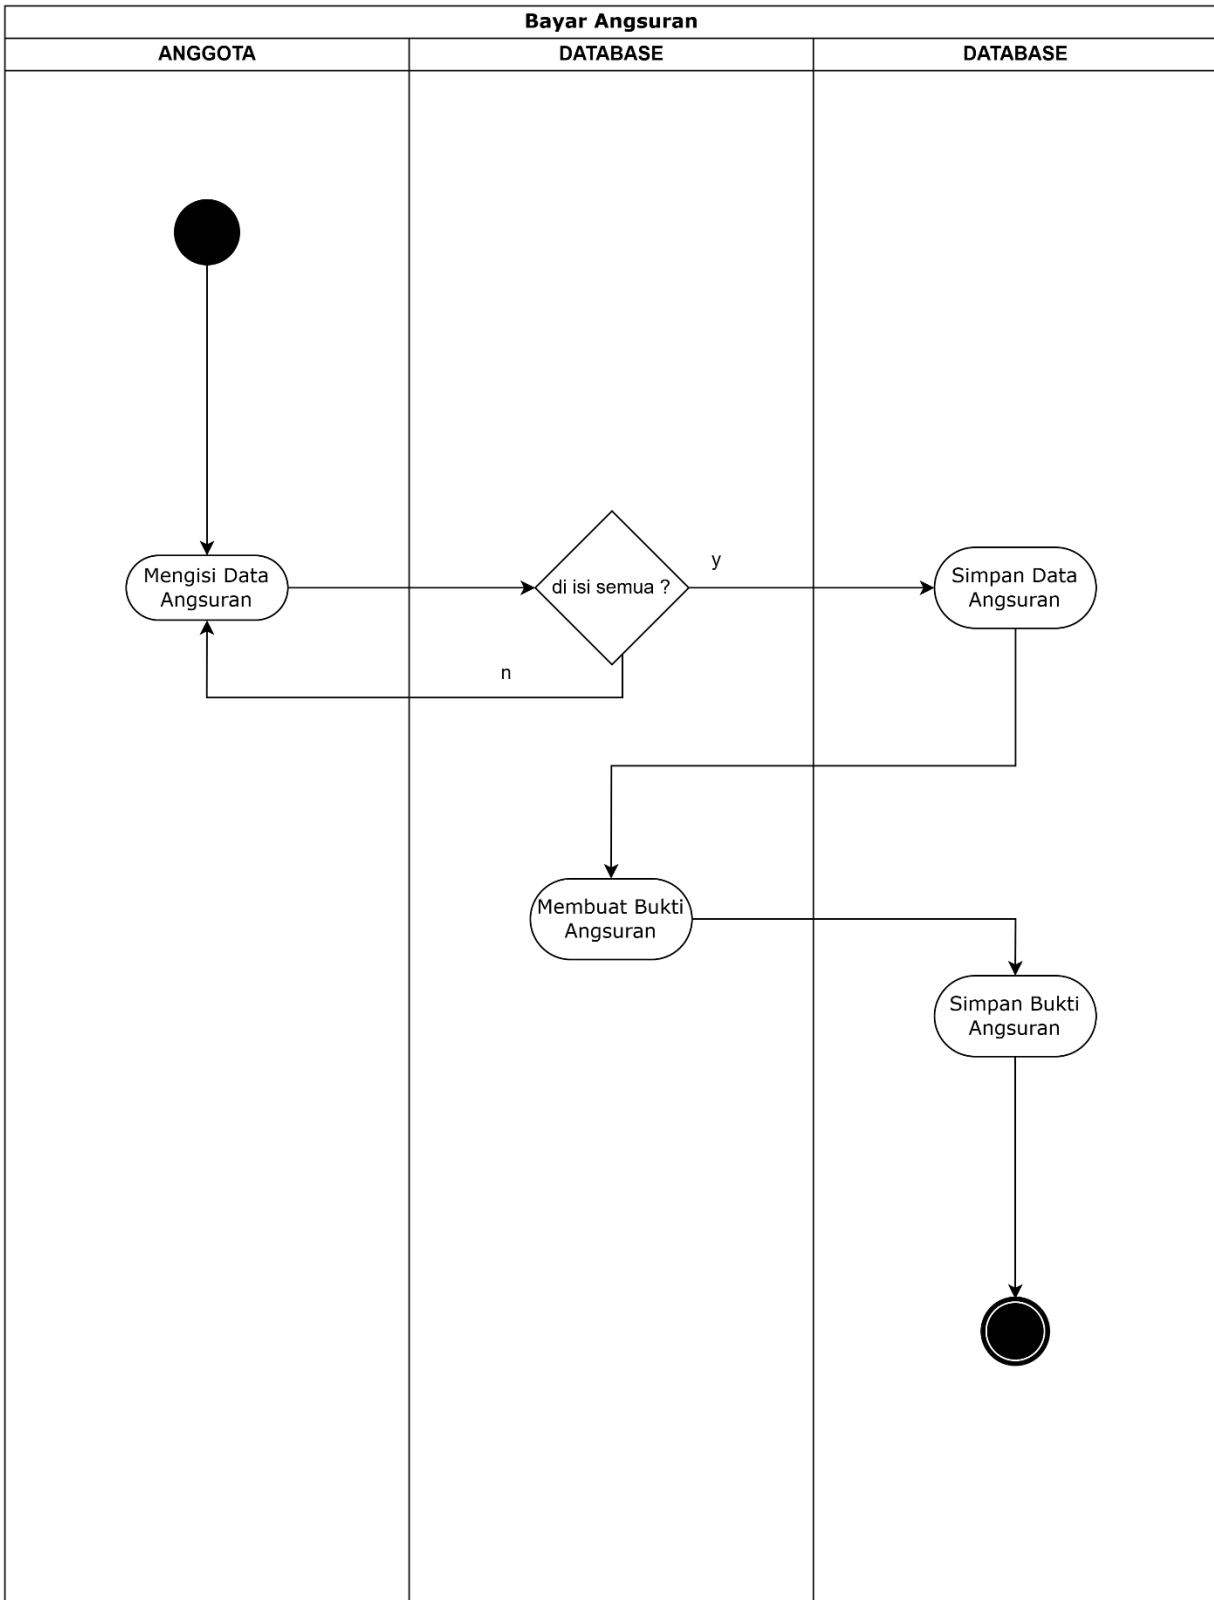 Bayar Angsuran
ANGGOTA
DATABASE
DATABASE
Mengisi Data
Angsuran
di isi semua ?
y
Simpan Data
Angsuran
n
Membuat Bukti
Angsuran
Simpan Bukti
Angsuran